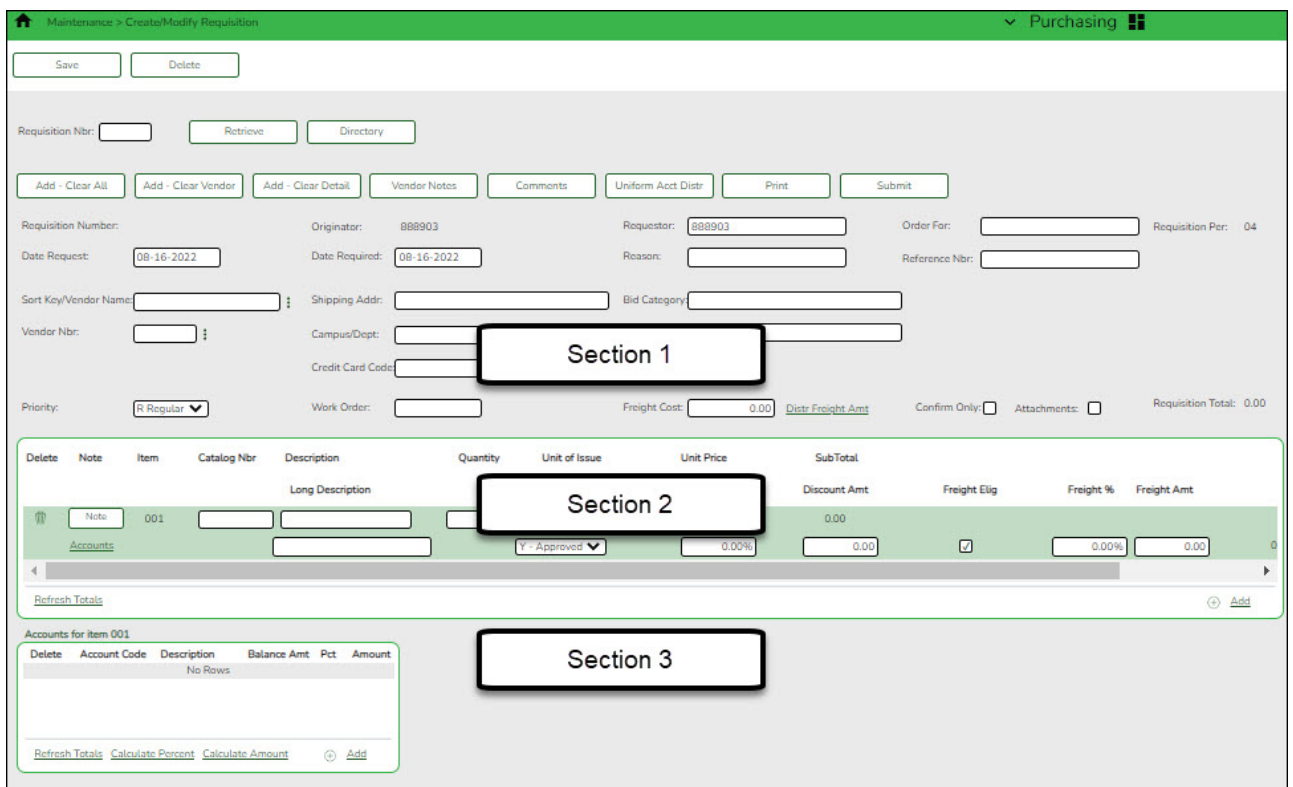 Maintenance > Create/Modify Requisition Purchasing
Save Delete
Requisition Nbr: Retrieve Directory
Add - Clear All Add - Clear Vendor Add - Clear Detail Vendor Notes Comments Uniform Acct Distr Print Submit
Requisition Number: Originator: 888903 Requestor: 888903 Order For: Requisition Per: 04
Date Request: 08-16-2022 Date Required: 08-16-2022 Reason: Reference Nbr:
Sort Key/Vendor Name: Shipping Addr: Bid Category:
Vendor Nbr: Campus/Dept:
Section 1
Credit Card Code:
Priority: R Regular Work Order: Freight Cost: 0.00 Distr Freight Amt Confirm Only: Attachments: Requisition Total: 0.00
Delete Note Item Catalog Nbr Description Quantity Unit of Issue Unit Price SubTotal
Long Description Discount Amt Freight Elig Freight % Freight Amt
Section 2
Note 001 0.00
Accounts Y - Approved 0.00% 0.00 0.00% 0.00 0
Refresh Totals Add
Accounts for item 001
Delete Account Code Description Balance Amt Pct Amount
Section 3
No Rows
Refresh Totals Calculate Percent Calculate Amount Add